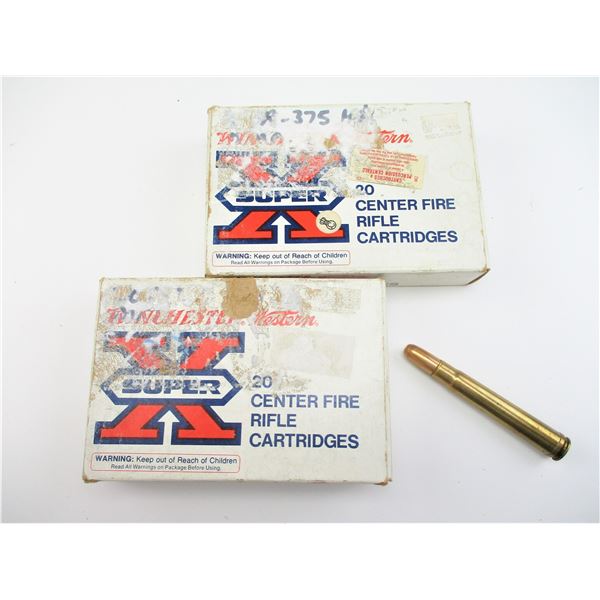 8-375
Western
SUPER
X
20
CENTER FIRE
RIFLE
CARTRIDGES
WARNING: Keep out of Reach of Children
Read All Warnings on Package Before Using.
WINCHESTER Western
SUPER
X
20
CENTER FIRE
RIFLE
CARTRIDGES
WARNING: Keep out of Reach of Children
Read All Warnings on Package Before Using.